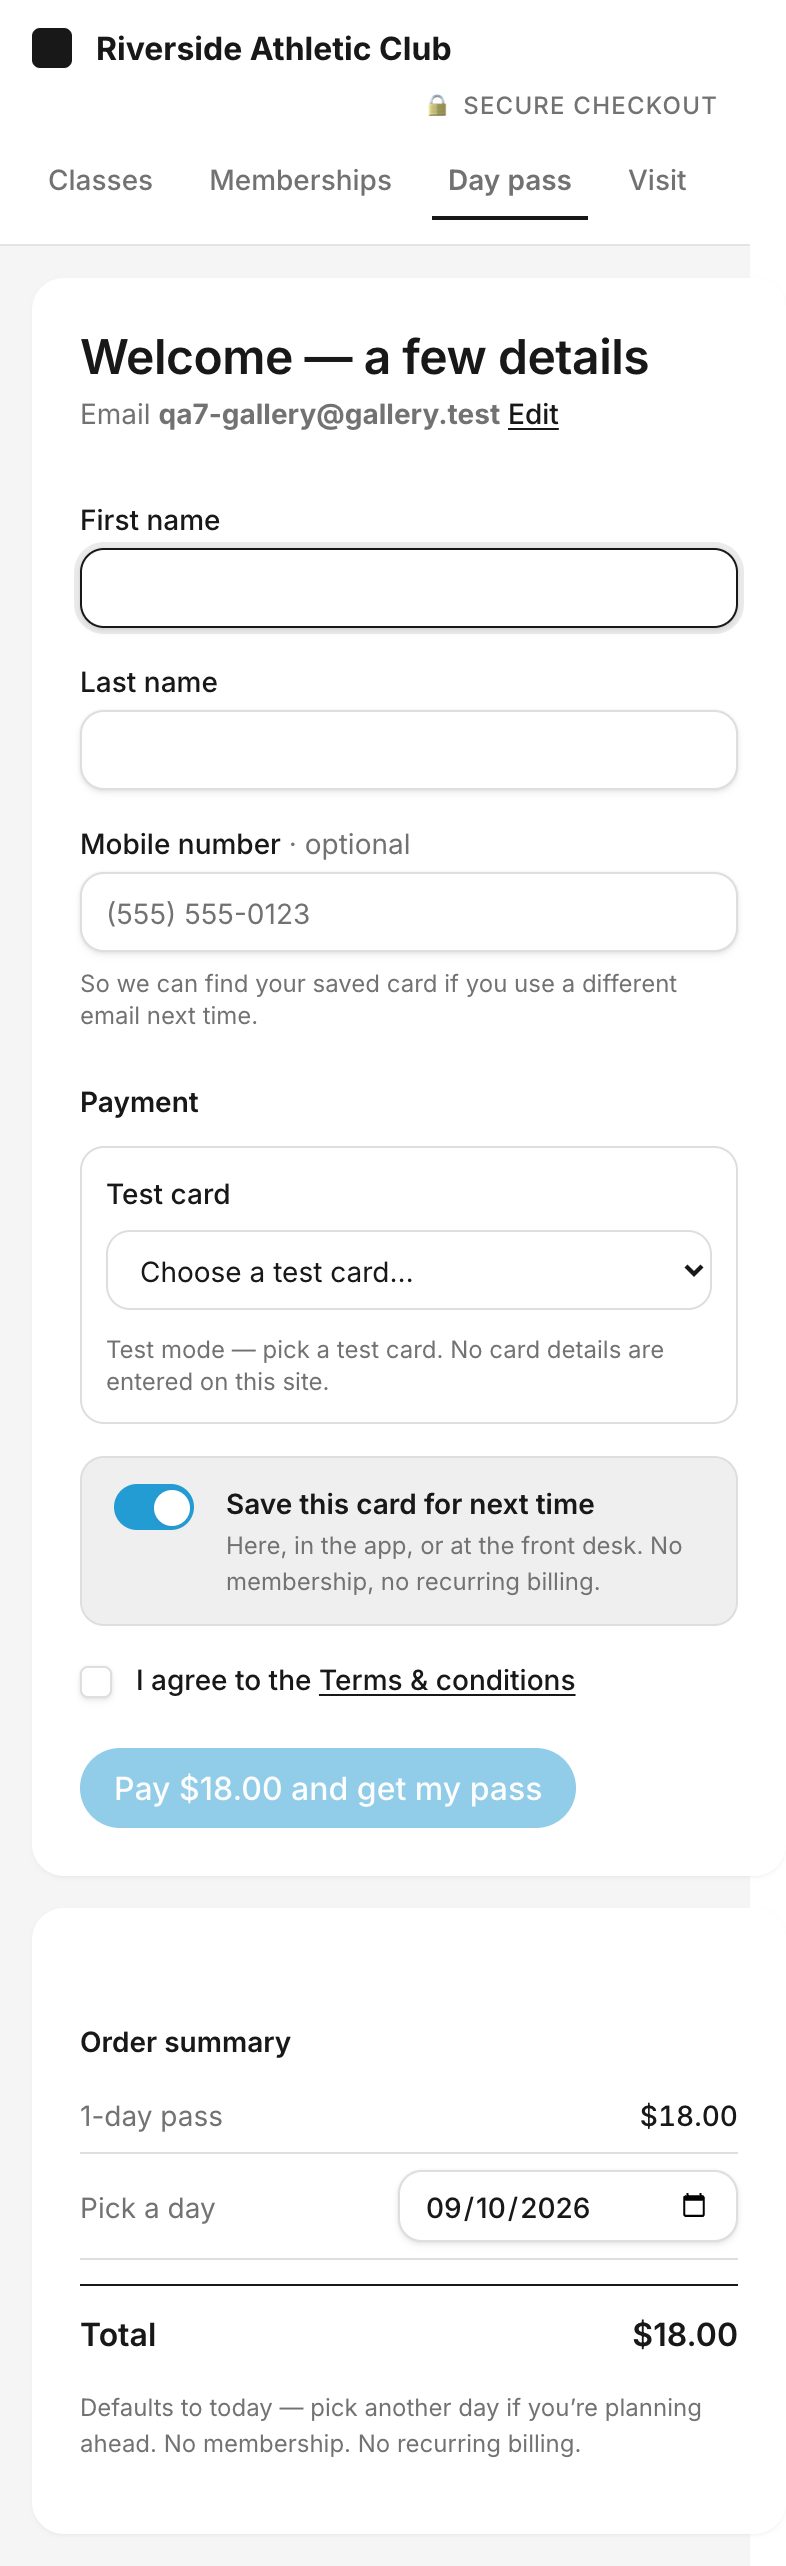 Riverside Athletic Club
🔒 SECURE CHECKOUT
Classes Memberships Day pass Visit
Welcome — a few details
Email qa7-gallery@gallery.test Edit
First name
Last name
Mobile number · optional
(555) 555-0123
So we can find your saved card if you use a different
email next time.
Payment
Test card
Choose a test card...
Test mode — pick a test card. No card details are
entered on this site.
Save this card for next time
Here, in the app, or at the front desk. No
membership, no recurring billing.
I agree to the Terms & conditions
Pay $18.00 and get my pass
Order summary
1-day pass $18.00
Pick a day 09/10/2026
Total $18.00
Defaults to today — pick another day if you’re planning
ahead. No membership. No recurring billing.